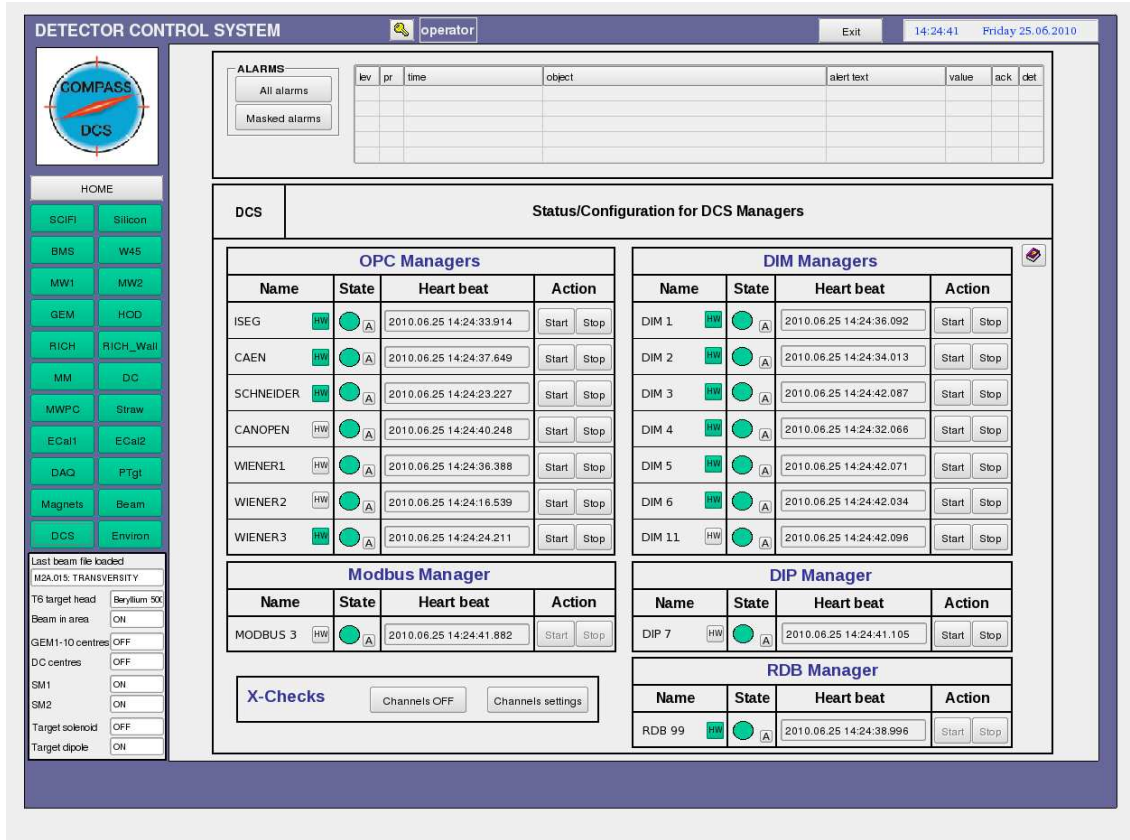 DETECTOR CONTROL SYSTEM operator Exit 14:24:41 Friday 25.06.2010
COMPASS
DCS
ALARMS
All alarms
Masked alarms
lev pr time object alert text value ack det
HOME
SCIFI Silicon
BMS W45
MW1 MW2
GEM HOD
RICH RICH_Wall
MM DC
MWPC Straw
ECal1 ECal2
DAQ PTgt
Magnets Beam
DCS Environ
Last beam file loaded
M2A.015: TRANSVERSITY
T6 target head Beryllium 500
Beam in area ON
GEM1-10 centres OFF
DC centres OFF
SM1 ON
SM2 ON
Target solenoid OFF
Target dipole ON
DCS Status/Configuration for DCS Managers
OPC Managers
Name State Heart beat Action
ISEG HW A 2010.06.25 14:24:33.914 Start Stop
CAEN HW A 2010.06.25 14:24:37.649 Start Stop
SCHNEIDER HW A 2010.06.25 14:24:23.227 Start Stop
CANOPEN HW A 2010.06.25 14:24:40.248 Start Stop
WIENER1 HW A 2010.06.25 14:24:36.388 Start Stop
WIENER2 HW A 2010.06.25 14:24:16.539 Start Stop
WIENER3 HW A 2010.06.25 14:24:24.211 Start Stop
Modbus Manager
Name State Heart beat Action
MODBUS 3 HW A 2010.06.25 14:24:41.882 Start Stop
X-Checks Channels OFF Channels settings
DIM Managers
Name State Heart beat Action
DIM 1 HW A 2010.06.25 14:24:36.092 Start Stop
DIM 2 HW A 2010.06.25 14:24:34.013 Start Stop
DIM 3 HW A 2010.06.25 14:24:42.087 Start Stop
DIM 4 HW A 2010.06.25 14:24:32.066 Start Stop
DIM 5 HW A 2010.06.25 14:24:42.071 Start Stop
DIM 6 HW A 2010.06.25 14:24:42.034 Start Stop
DIM 11 HW A 2010.06.25 14:24:42.096 Start Stop
DIP Manager
Name State Heart beat Action
DIP 7 HW A 2010.06.25 14:24:41.105 Start Stop
RDB Manager
Name State Heart beat Action
RDB 99 HW A 2010.06.25 14:24:38.996 Start Stop